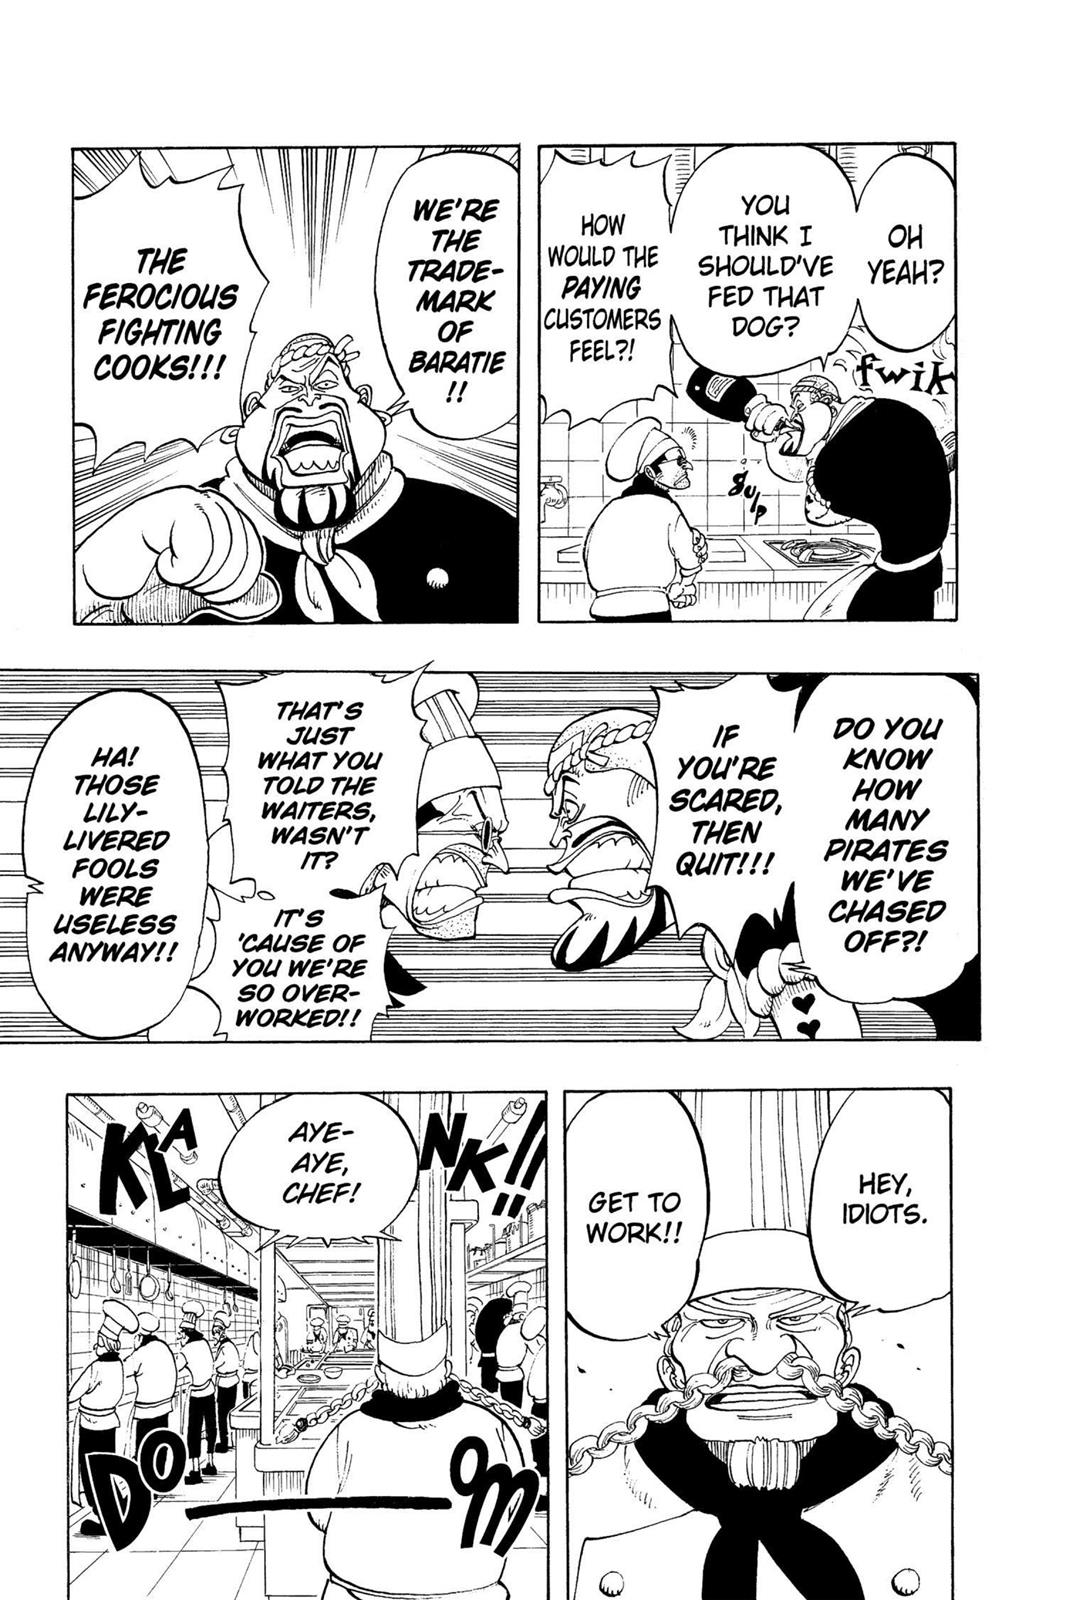 OH
YEAH?
YOU
THINK I
SHOULD'VE
FED THAT
DOG?
HOW
WOULD THE
PAYING
CUSTOMERS
FEEL?!
fwik
gulp
WE'RE
THE
TRADE-
MARK
OF
BARATIE
!!
THE
FEROCIOUS
FIGHTING
COOKS!!!
DO YOU
KNOW
HOW
MANY
PIRATES
WE'VE
CHASED
OFF?!
IF
YOU'RE
SCARED,
THEN
QUIT!!!
THAT'S
JUST
WHAT YOU
TOLD THE
WAITERS,
WASN'T
IT?
IT'S
'CAUSE OF
YOU WE'RE
SO OVER-
WORKED!!
HA!
THOSE
LILY-
LIVERED
FOOLS
WERE
USELESS
ANYWAY!!
HEY,
IDIOTS.
GET TO
WORK!!
AYE-
AYE,
CHEF!
KLANK!!
DOOM